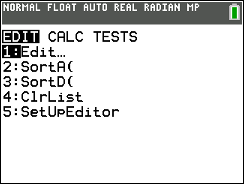 NORMAL FLOAT AUTO REAL RADIAN MP
EDIT CALC TESTS
1:Edit…
2:SortA(
3:SortD(
4:ClrList
5:SetUpEditor